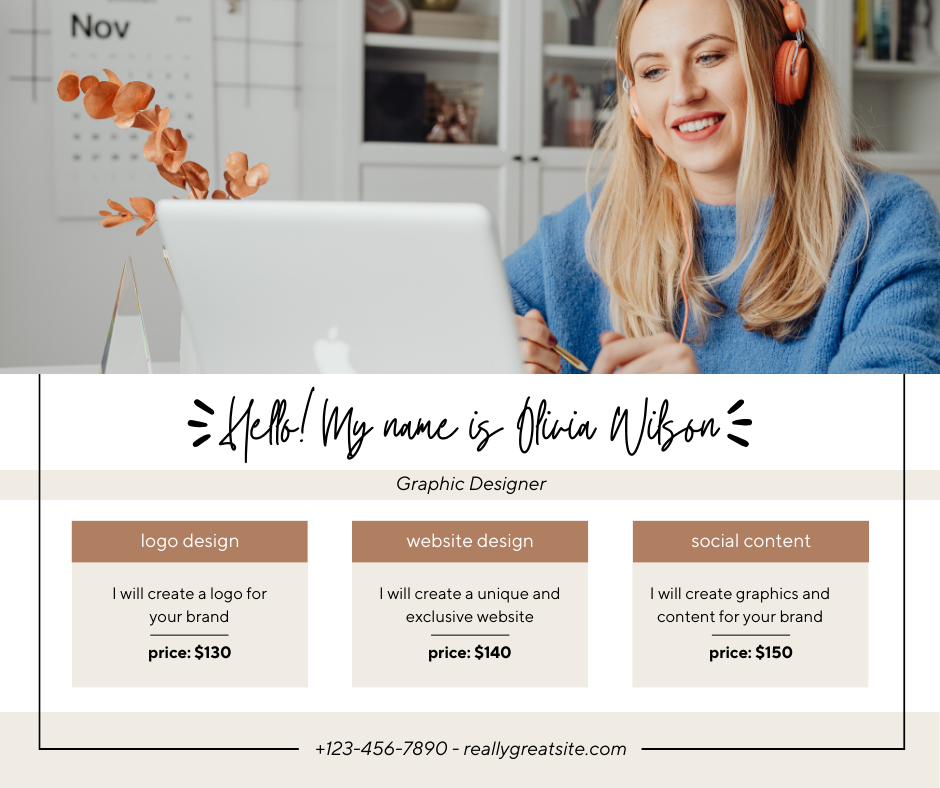 Nov
Hello! My name is Olivia Wilson
Graphic Designer
logo design
I will create a logo for
your brand
price: $130
website design
I will create a unique and
exclusive website
price: $140
social content
I will create graphics and
content for your brand
price: $150
+123-456-7890 - reallygreatsite.com